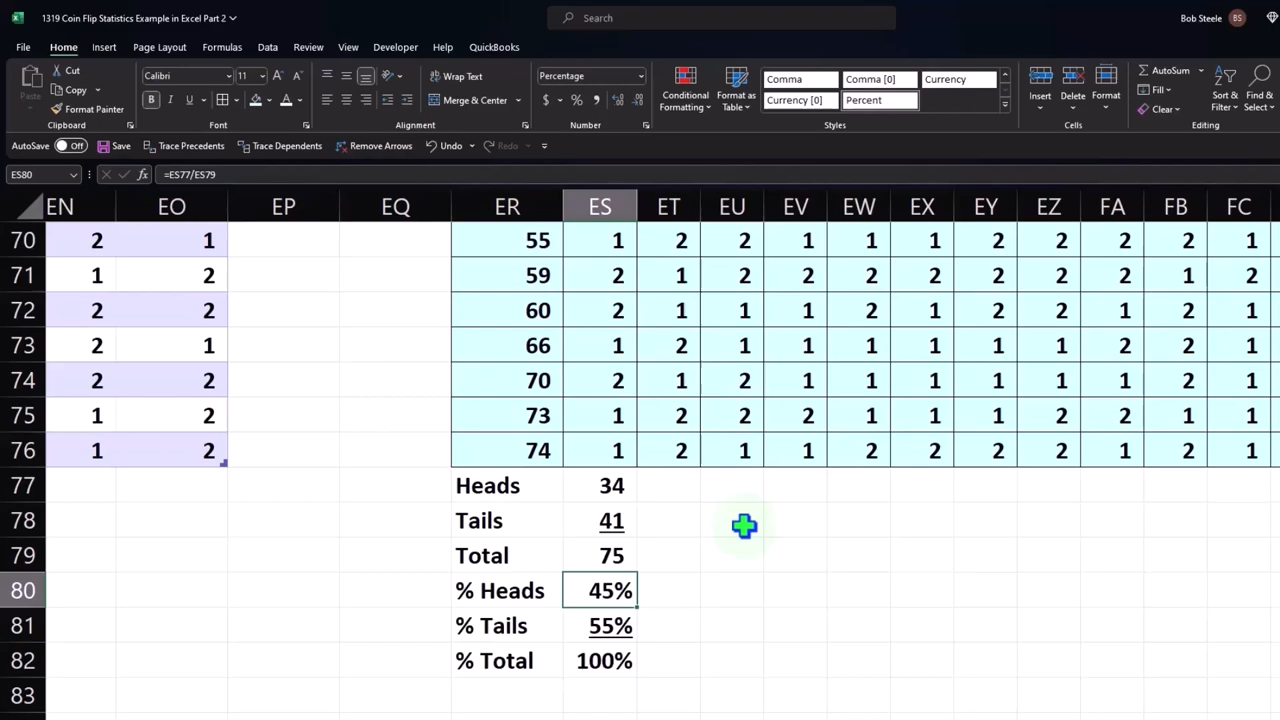 1319 Coin Flip Statistics Example in Excel Part 2
Search
Bob Steele BS
File Home Insert Page Layout Formulas Data Review View Developer Help QuickBooks
Paste
Cut
Copy
Format Painter
Clipboard
Calibri 11
B I U
Font
Wrap Text
Merge & Center
Alignment
Percentage
$ % ,
Number
Conditional Formatting
Format as Table
Comma Comma [0] Currency
Currency [0] Percent
Styles
Insert Delete Format
Cells
AutoSum
Fill
Clear
Sort & Filter
Find & Select
Editing
AutoSave Off Save Trace Precedents Trace Dependents Remove Arrows Undo Redo
ES80 fx =ES77/ES79
EN EO EP EQ ER ES ET EU EV EW EX EY EZ FA FB FC
70 2 1 55 1 2 2 1 1 1 2 2 2 2 1
71 1 2 59 2 1 2 2 2 2 2 2 2 1 2
72 2 2 60 2 1 1 1 2 1 2 2 1 2 1
73 2 1 66 1 2 1 1 1 1 1 1 2 2 1
74 2 2 70 2 1 2 1 1 1 1 1 1 2 1
75 1 2 73 1 2 2 2 1 1 1 2 2 1 1
76 1 2 74 1 2 1 1 2 2 2 2 1 2 1
77 Heads 34
78 Tails 41
79 Total 75
80 % Heads 45%
81 % Tails 55%
82 % Total 100%
83